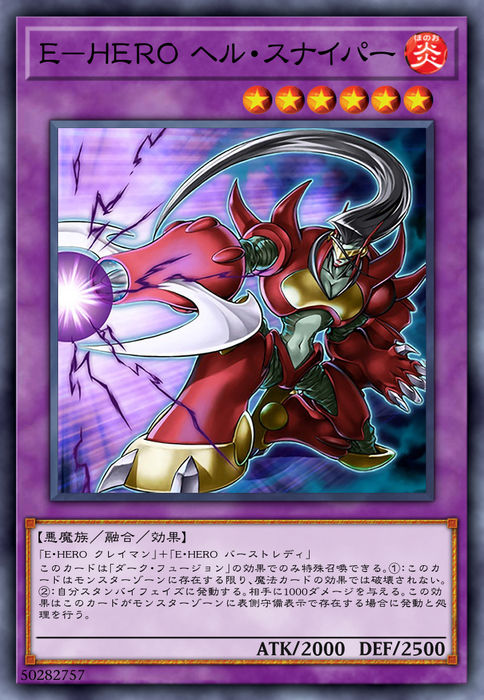 E-HERO ヘル・スナイパー
ほのお
炎
【悪魔族／融合／効果】
「E・HERO クレイマン」＋「E・HERO バーストレディ」
このカードは「ダーク・フュージョン」の効果でのみ特殊召喚できる。①：このカ
ードはモンスターゾーンに存在する限り、魔法カードの効果では破壊されない。
②：自分スタンバイフェイズに発動する。相手に1000ダメージを与える。この効
果はこのカードがモンスターゾーンに表側守備表示で存在する場合に発動と処
理を行う。
ATK/2000 DEF/2500
50282757